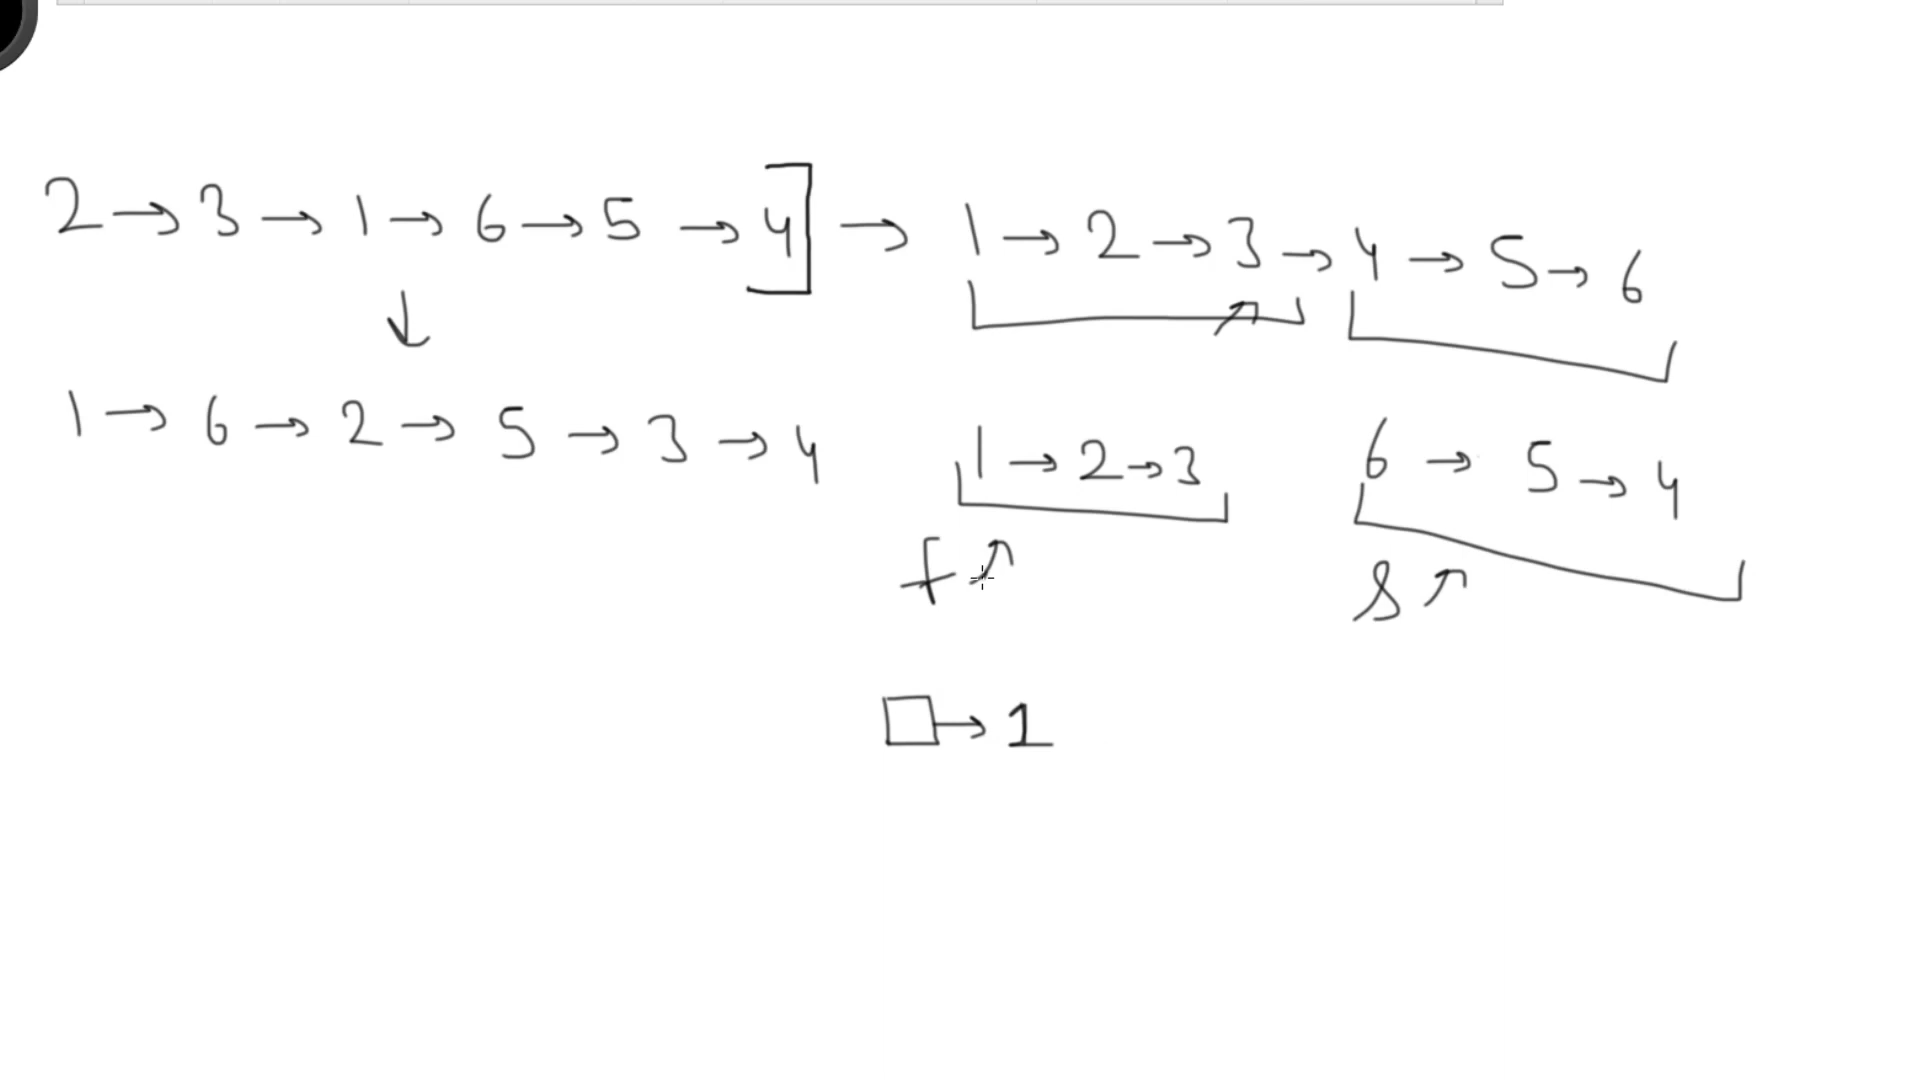 2 → 3 → 1 → 6 → 5 → 4 ] → 1 → 2 → 3 → 4 → 5 → 6
↓
1 → 6 → 2 → 5 → 3 → 4
1 → 2 → 3
6 → 5 → 4
f ↗
s ↗
□ → 1